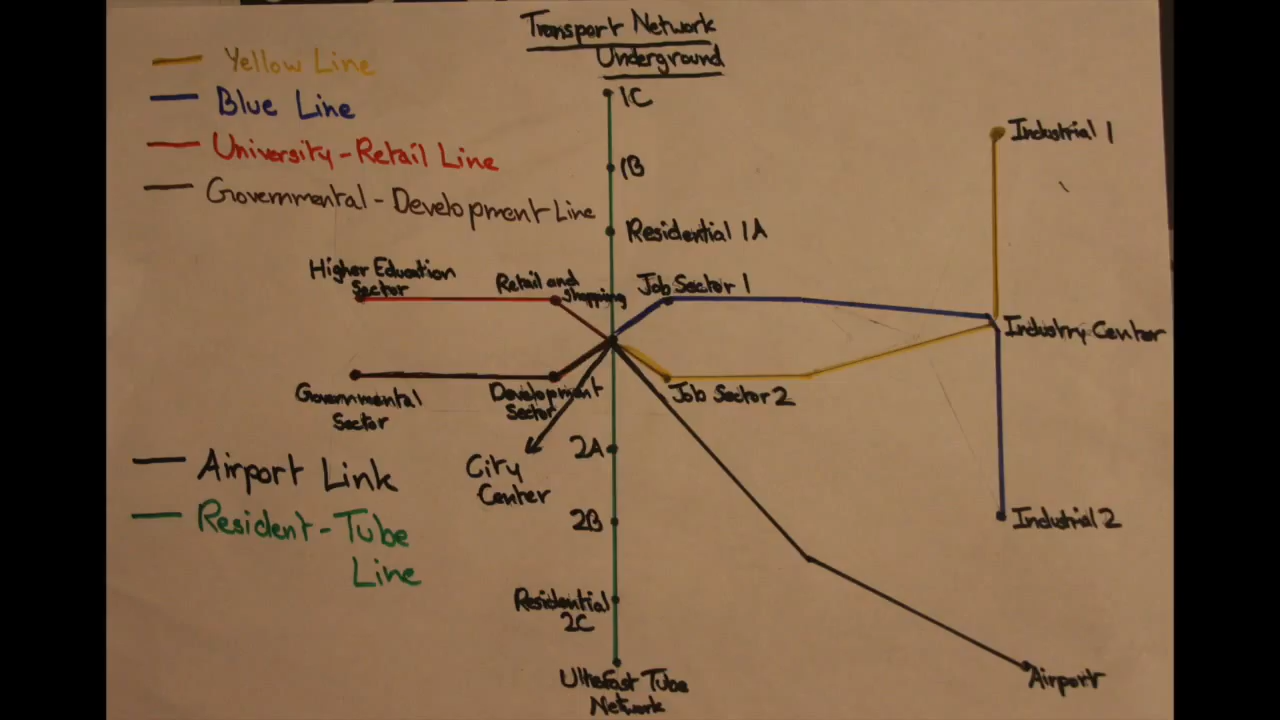 Transport Network
Underground
Yellow Line
Blue Line
University-Retail Line
Governmental - Development Line
1C
1B
Residential 1A
Industrial 1
Higher Education
Sector
Retail and
Shopping
Job Sector 1
Industry Center
Governmental
Sector
Development
Sector
Job Sector 2
City
Center
2A
2B
Industrial 2
Airport Link
Resident-Tube
Line
Residential
2C
Airport
Ultrafast Tube
Network